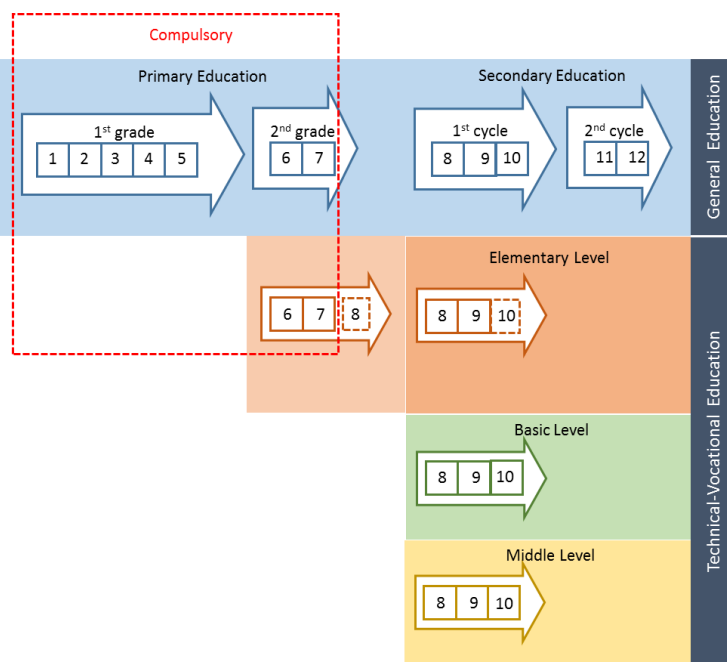 Compulsory
Primary Education
Secondary Education
General Education
1st grade
1 2 3 4 5
2nd grade
6 7
1st cycle
8 9 10
2nd cycle
11 12
Technical-Vocational Education
Elementary Level
6 7 8
8 9 10
Basic Level
8 9 10
Middle Level
8 9 10